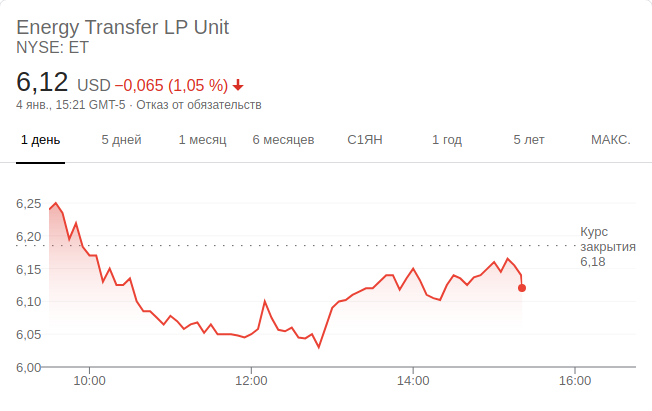 Energy Transfer LP Unit
NYSE: ET
6,12 USD −0,065 (1,05 %)
4 янв., 15:21 GMT-5 · Отказ от обязательств
1 день 5 дней 1 месяц 6 месяцев С1ЯН 1 год 5 лет МАКС.
6,25
6,20
6,15
6,10
6,05
6,00
Курс
закрытия
6,18
10:00 12:00 14:00 16:00